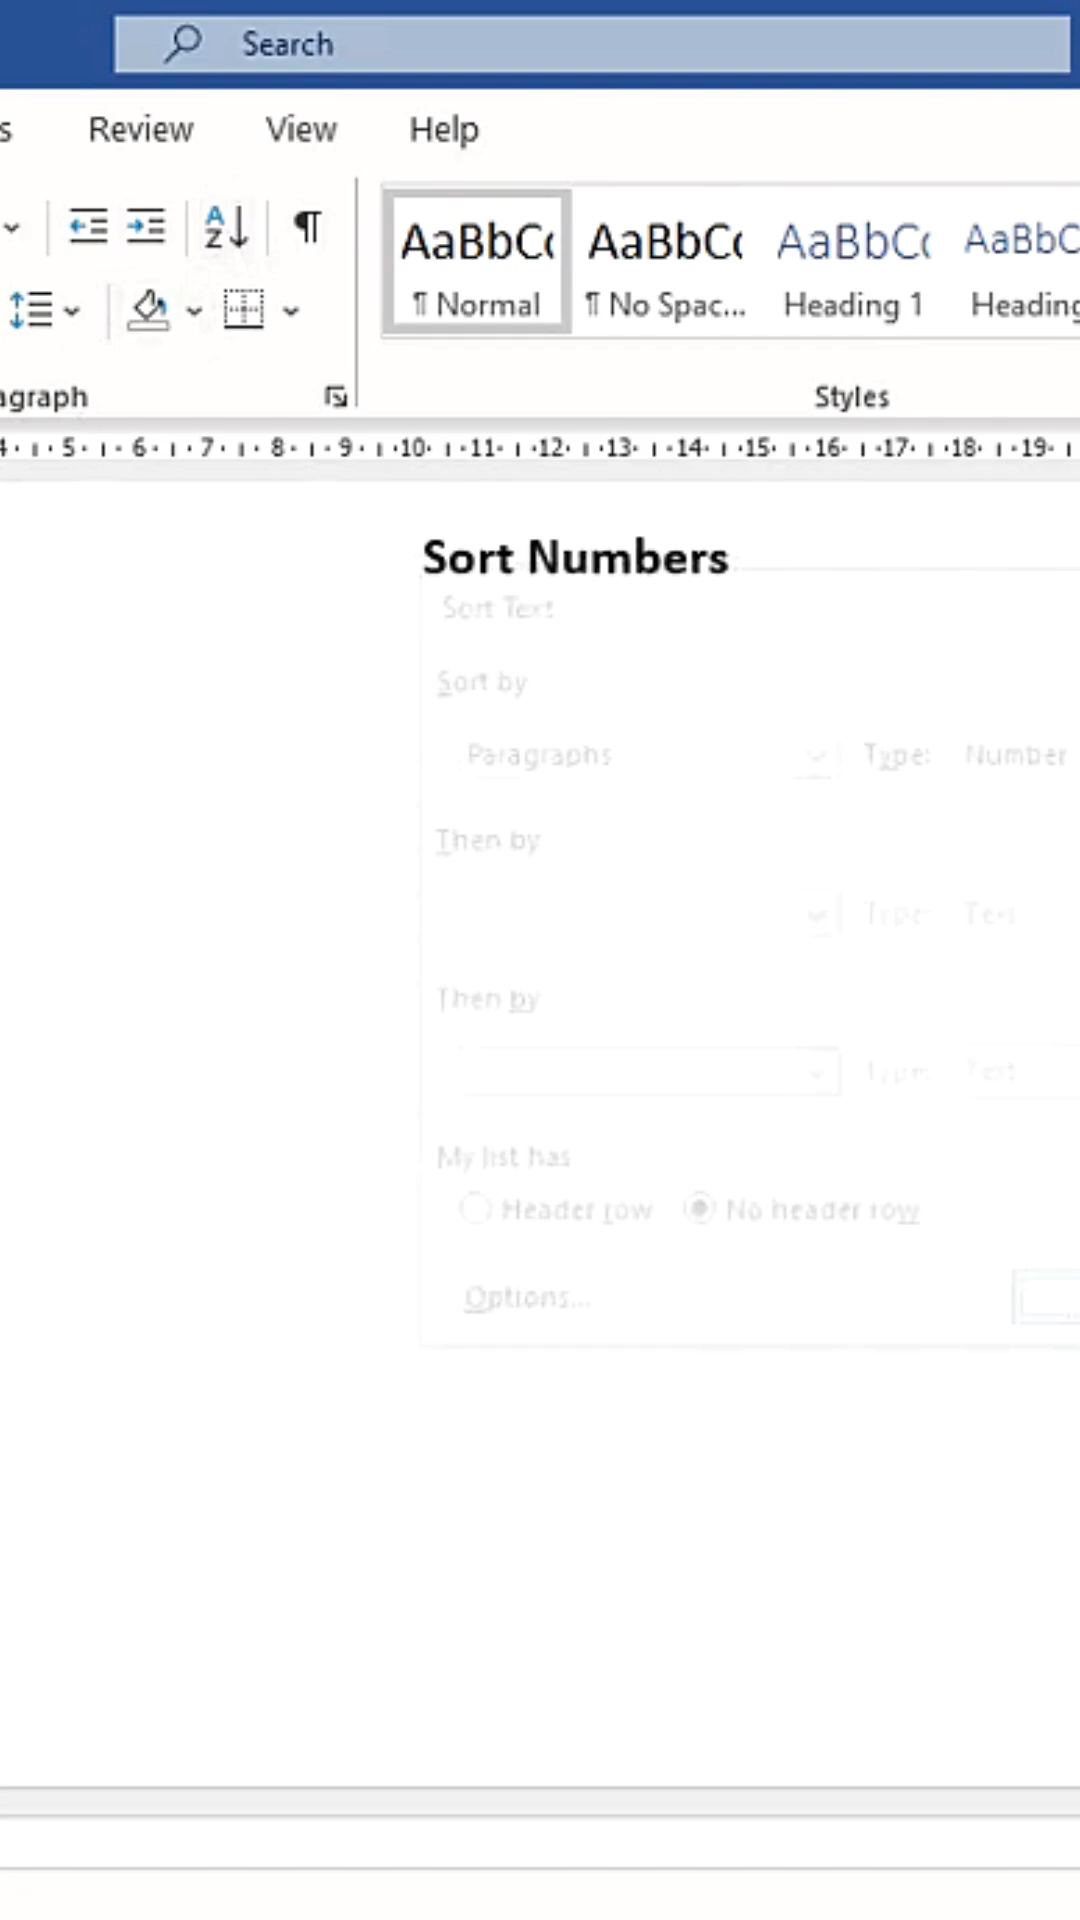 Search
s Review View Help
AaBbCc AaBbCc AaBbCc AaBbC
¶ Normal ¶ No Spac... Heading 1 Heading
agraph Styles
4 5 6 7 8 9 10 11 12 13 14 15 16 17 18 19
Sort Numbers
Sort Text
Sort by
Paragraphs Type: Number
Then by
Type: Text
Then by
Type: Text
My list has
Header row No header row
Options...